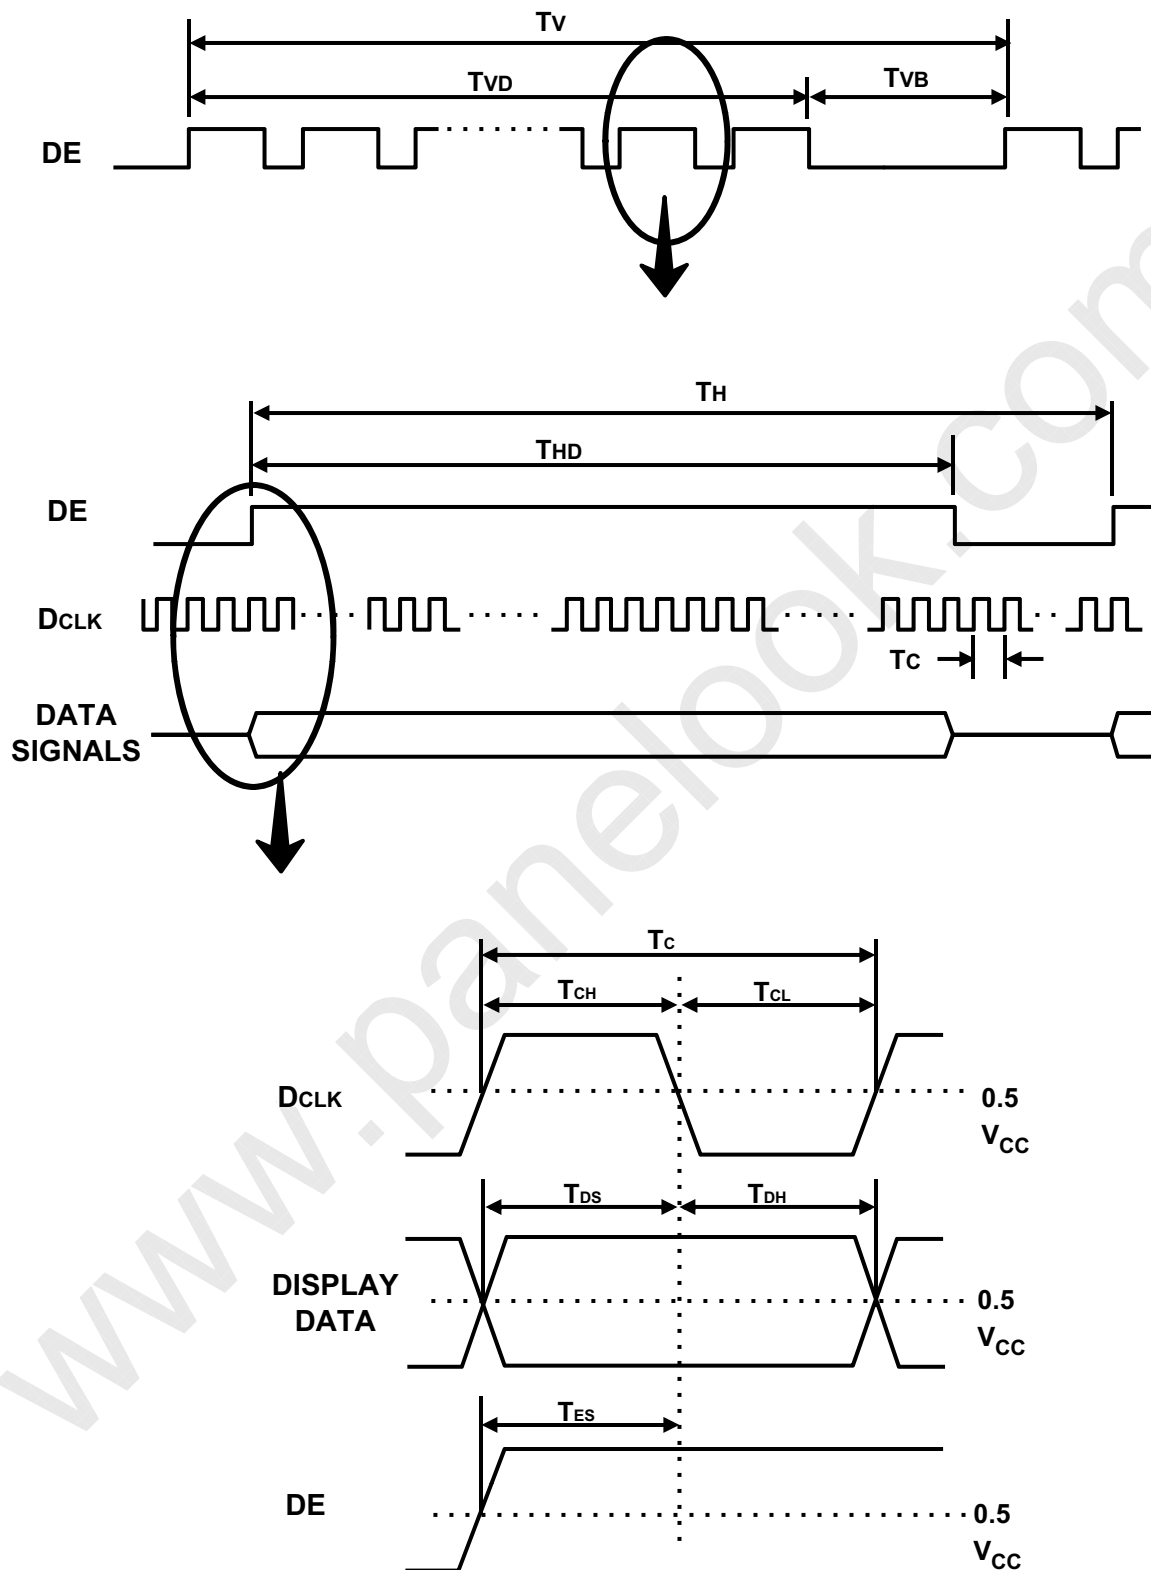 TV
TVD
TVB
DE
TH
THD
DE
DCLK
TC
DATA
SIGNALS
TC
TCH
TCL
DCLK
0.5
VCC
TDS
TDH
DISPLAY
DATA
0.5
VCC
TES
DE
0.5
VCC
www.panelook.com